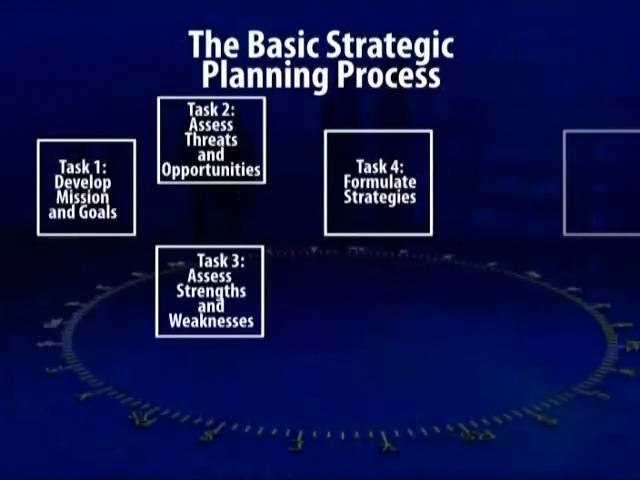 The Basic Strategic
Planning Process
Task 1:
Develop
Mission
and Goals
Task 2:
Assess
Threats
and
Opportunities
Task 3:
Assess
Strengths
and
Weaknesses
Task 4:
Formulate
Strategies